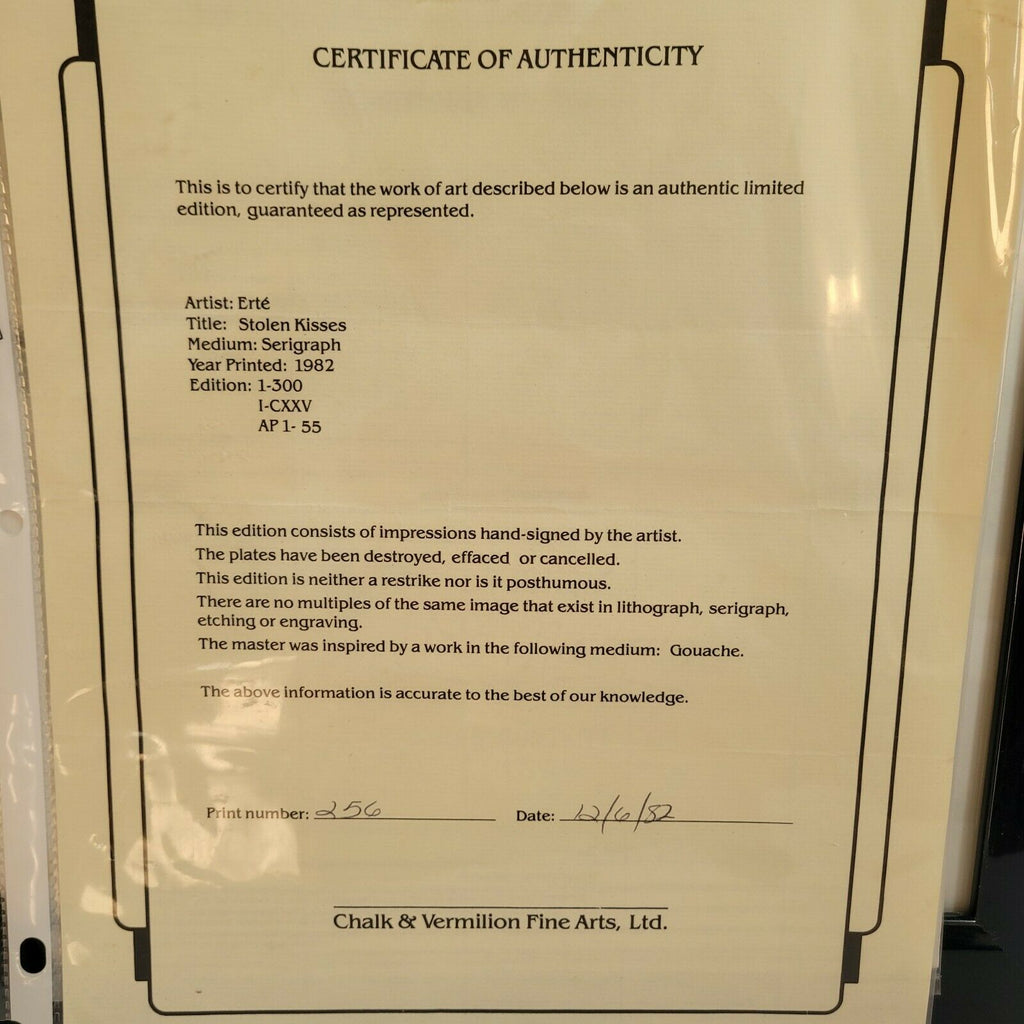 CERTIFICATE OF AUTHENTICITY
This is to certify that the work of art described below is an authentic limited
edition, guaranteed as represented.
Artist: Erté
Title: Stolen Kisses
Medium: Serigraph
Year Printed: 1982
Edition: 1-300
I-CXXV
AP 1- 55
This edition consists of impressions hand-signed by the artist.
The plates have been destroyed, effaced or cancelled.
This edition is neither a restrike nor is it posthumous.
There are no multiples of the same image that exist in lithograph, serigraph,
etching or engraving.
The master was inspired by a work in the following medium: Gouache.
The above information is accurate to the best of our knowledge.
Print number: 256 Date: 12/6/82
Chalk & Vermilion Fine Arts, Ltd.